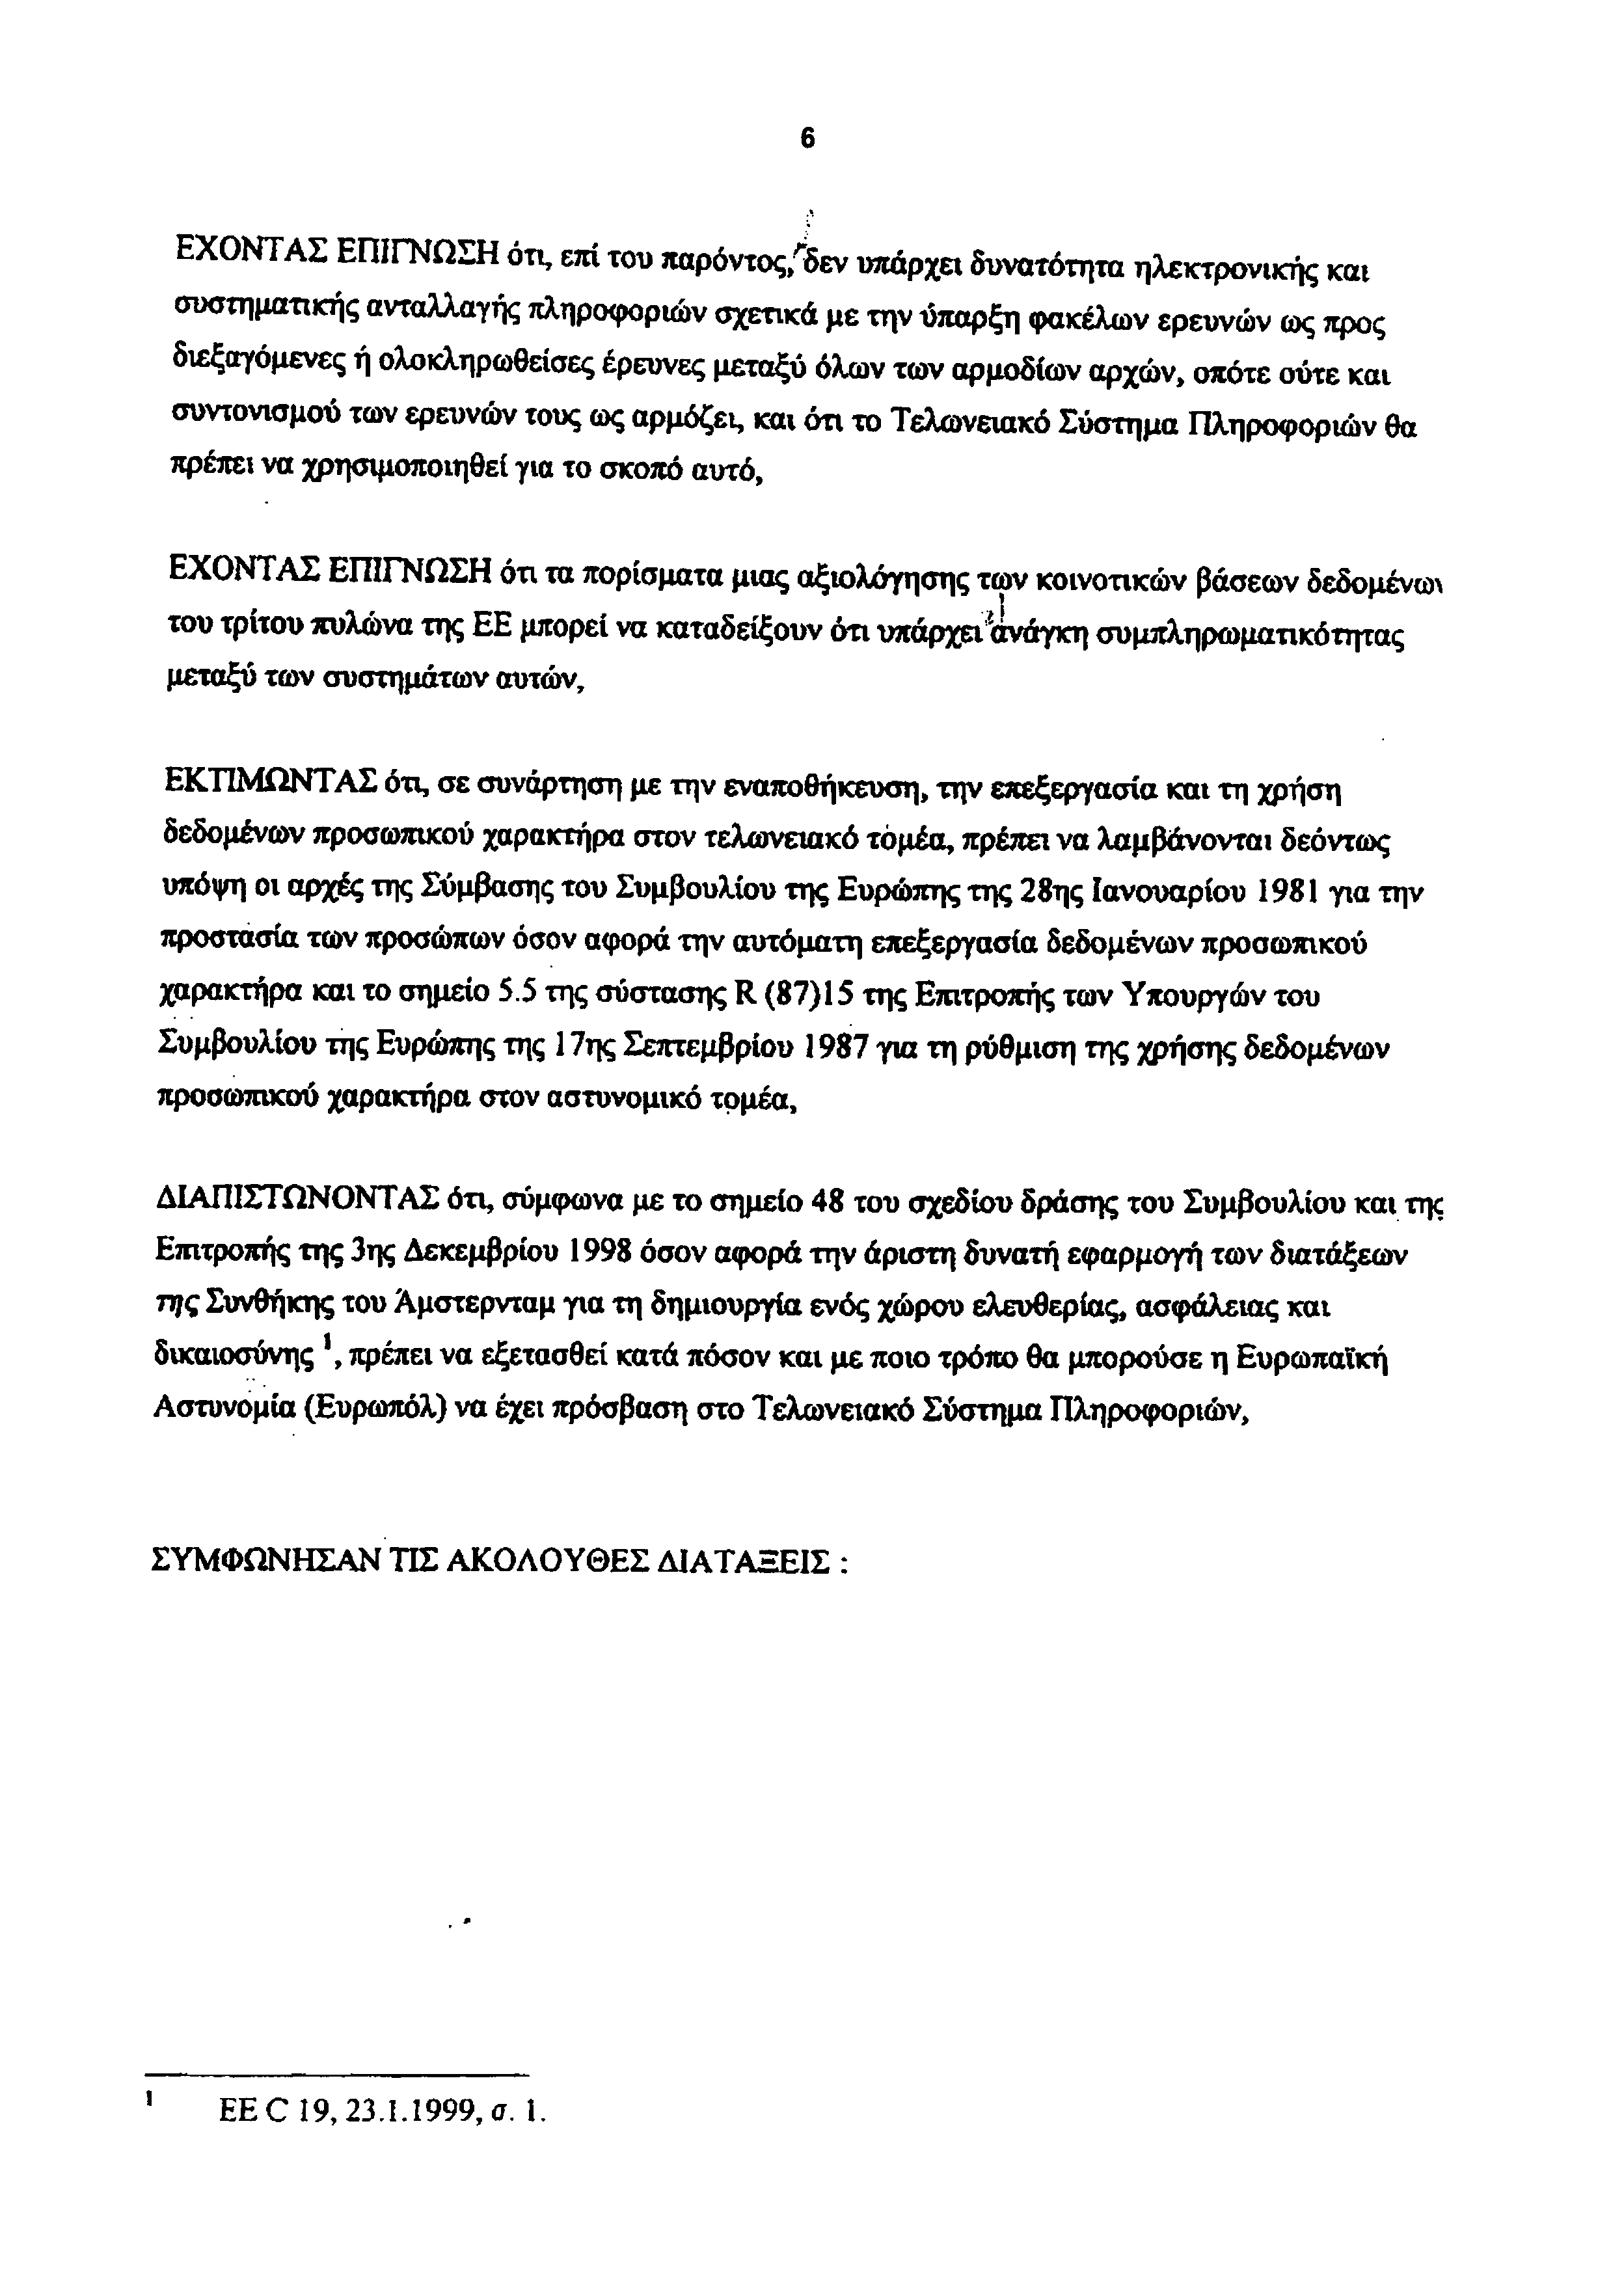 6
ΕΧΟΝΤΑΣ ΕΠΙΓΝΩΣΗ ότι, επί του παρόντος, δεν υπάρχει δυνατότητα ηλεκτρονικής και
συστηματικής ανταλλαγής πληροφοριών σχετικά με την ύπαρξη φακέλων ερευνών ως προς
διεξαγόμενες ή ολοκληρωθείσες έρευνες μεταξύ όλων των αρμοδίων αρχών, οπότε ούτε και
συντονισμού των ερευνών τους ως αρμόζει, και ότι το Τελωνειακό Σύστημα Πληροφοριών θα
πρέπει να χρησιμοποιηθεί για το σκοπό αυτό,
ΕΧΟΝΤΑΣ ΕΠΙΓΝΩΣΗ ότι τα πορίσματα μιας αξιολόγησης των κοινοτικών βάσεων δεδομένων
του τρίτου πυλώνα της ΕΕ μπορεί να καταδείξουν ότι υπάρχει ανάγκη συμπληρωματικότητας
μεταξύ των συστημάτων αυτών,
ΕΚΤΙΜΩΝΤΑΣ ότι, σε συνάρτηση με την εναποθήκευση, την επεξεργασία και τη χρήση
δεδομένων προσωπικού χαρακτήρα στον τελωνειακό τομέα, πρέπει να λαμβάνονται δεόντως
υπόψη οι αρχές της Σύμβασης του Συμβουλίου της Ευρώπης της 28ης Ιανουαρίου 1981 για την
προστασία των προσώπων όσον αφορά την αυτόματη επεξεργασία δεδομένων προσωπικού
χαρακτήρα και το σημείο 5.5 της σύστασης R (87)15 της Επιτροπής των Υπουργών του
Συμβουλίου της Ευρώπης της 17ης Σεπτεμβρίου 1987 για τη ρύθμιση της χρήσης δεδομένων
προσωπικού χαρακτήρα στον αστυνομικό τομέα,
ΔΙΑΠΙΣΤΩΝΟΝΤΑΣ ότι, σύμφωνα με το σημείο 48 του σχεδίου δράσης του Συμβουλίου και της
Επιτροπής της 3ης Δεκεμβρίου 1998 όσον αφορά την άριστη δυνατή εφαρμογή των διατάξεων
της Συνθήκης του Άμστερνταμ για τη δημιουργία ενός χώρου ελευθερίας, ασφάλειας και
δικαιοσύνης ¹, πρέπει να εξετασθεί κατά πόσον και με ποιο τρόπο θα μπορούσε η Ευρωπαϊκή
Αστυνομία (Ευρωπόλ) να έχει πρόσβαση στο Τελωνειακό Σύστημα Πληροφοριών,
ΣΥΜΦΩΝΗΣΑΝ ΤΙΣ ΑΚΟΛΟΥΘΕΣ ΔΙΑΤΑΞΕΙΣ :
¹ ΕΕ C 19, 23.1.1999, σ. 1.